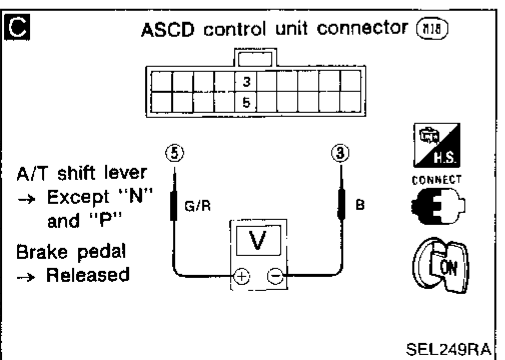 C
ASCD control unit connector M18
3
5
5
3
A/T shift lever
→ Except "N"
and "P"
Brake pedal
→ Released
G/R
B
V
+ −
H.S.
CONNECT
ON
SEL249RA